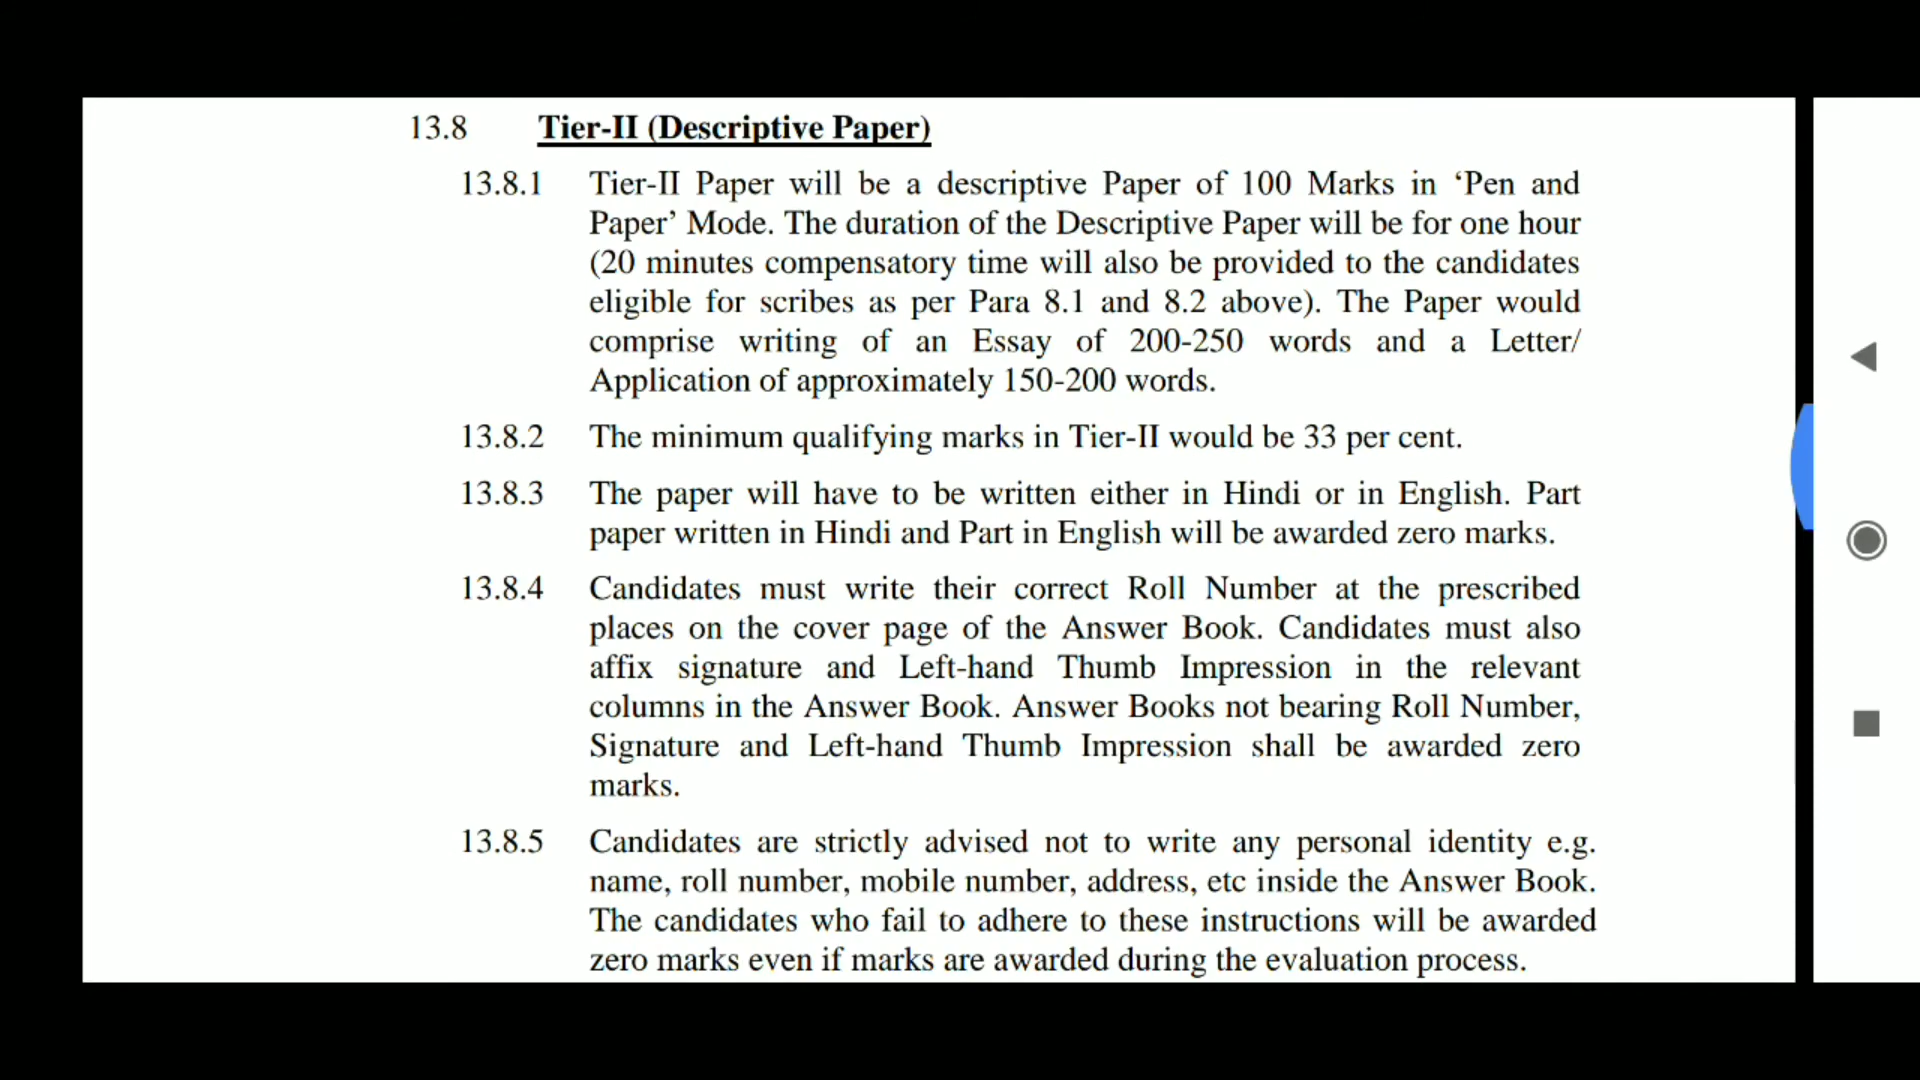 13.8 Tier-II (Descriptive Paper)
13.8.1 Tier-II Paper will be a descriptive Paper of 100 Marks in ‘Pen and
Paper’ Mode. The duration of the Descriptive Paper will be for one hour
(20 minutes compensatory time will also be provided to the candidates
eligible for scribes as per Para 8.1 and 8.2 above). The Paper would
comprise writing of an Essay of 200-250 words and a Letter/
Application of approximately 150-200 words.
13.8.2 The minimum qualifying marks in Tier-II would be 33 per cent.
13.8.3 The paper will have to be written either in Hindi or in English. Part
paper written in Hindi and Part in English will be awarded zero marks.
13.8.4 Candidates must write their correct Roll Number at the prescribed
places on the cover page of the Answer Book. Candidates must also
affix signature and Left-hand Thumb Impression in the relevant
columns in the Answer Book. Answer Books not bearing Roll Number,
Signature and Left-hand Thumb Impression shall be awarded zero
marks.
13.8.5 Candidates are strictly advised not to write any personal identity e.g.
name, roll number, mobile number, address, etc inside the Answer Book.
The candidates who fail to adhere to these instructions will be awarded
zero marks even if marks are awarded during the evaluation process.